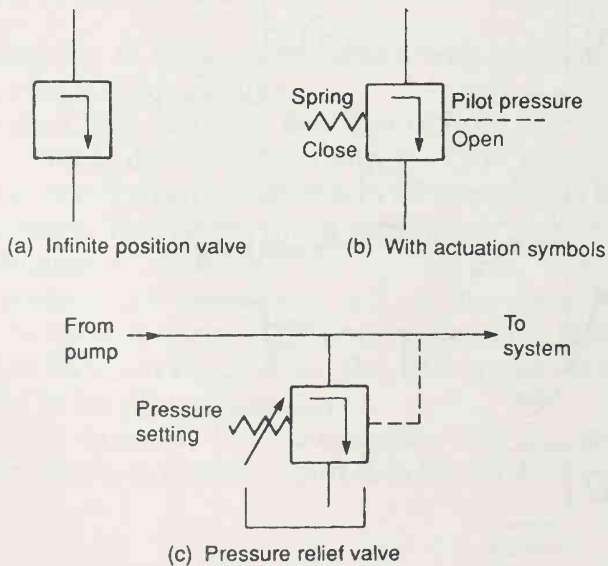 Spring
Close
Pilot pressure
Open
(a) Infinite position valve
(b) With actuation symbols
From
pump
To
system
Pressure
setting
(c) Pressure relief valve